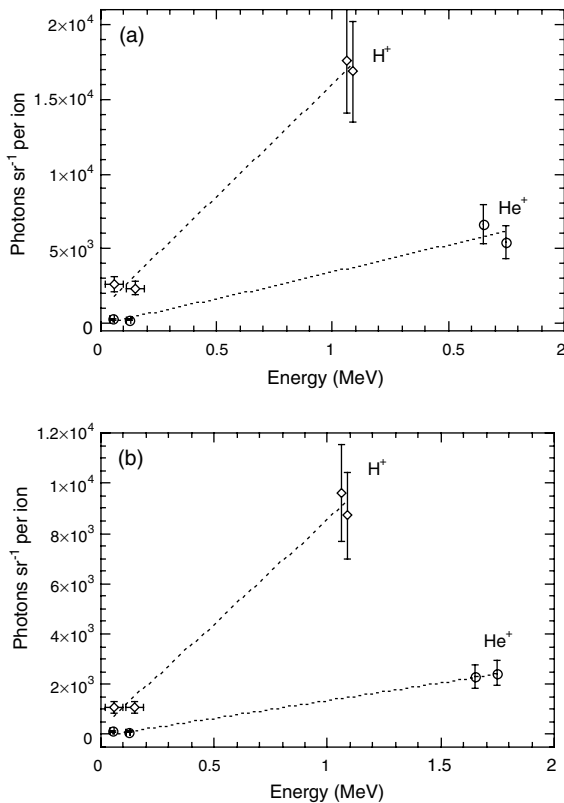 (a)
H⁺
He⁺
2×10⁴
1.5×10⁴
1×10⁴
5×10³
0
Photons sr⁻¹ per ion
0 0.5 1 0.5 2
Energy (MeV)
(b)
H⁺
He⁺
1.2×10⁴
1×10⁴
8×10³
6×10³
4×10³
2×10³
0
Photons sr⁻¹ per ion
0 0.5 1 1.5 2
Energy (MeV)